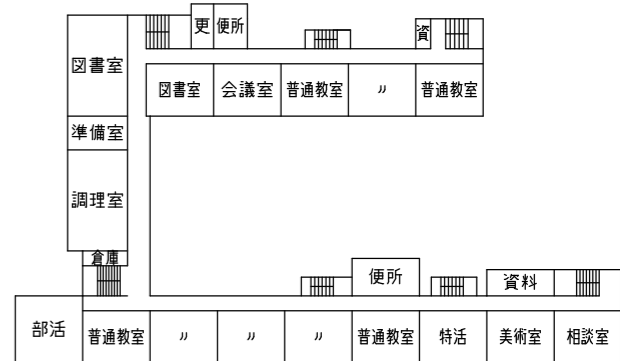 更 便所
資
図書室
図書室 会議室 普通教室 〃 普通教室
準備室
調理室
倉庫
便所
資料
部活 普通教室 〃 〃 〃 普通教室 特活 美術室 相談室